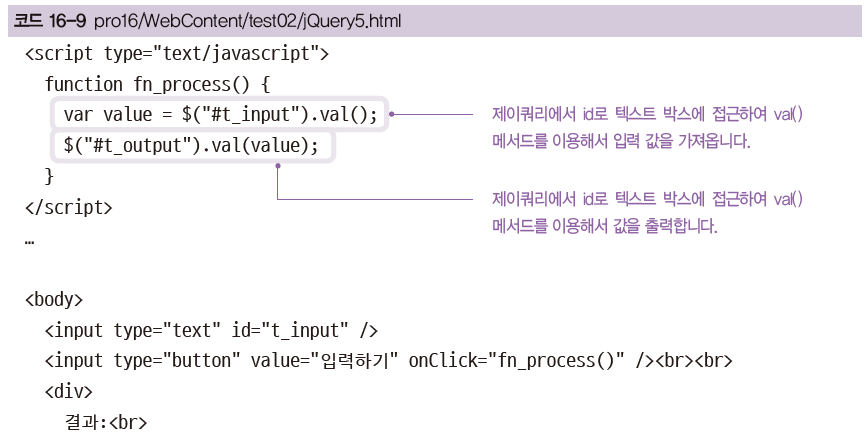 코드 16-9 pro16/WebContent/test02/jQuery5.html
<script type="text/javascript">
function fn_process() {
var value = $("#t_input").val();
제이쿼리에서 id로 텍스트 박스에 접근하여 val()
메서드를 이용해서 입력 값을 가져옵니다.
$("#t_output").val(value);
제이쿼리에서 id로 텍스트 박스에 접근하여 val()
메서드를 이용해서 값을 출력합니다.
}
</script>
…
<body>
<input type="text" id="t_input" />
<input type="button" value="입력하기" onClick="fn_process()" /><br><br>
<div>
결과:<br>